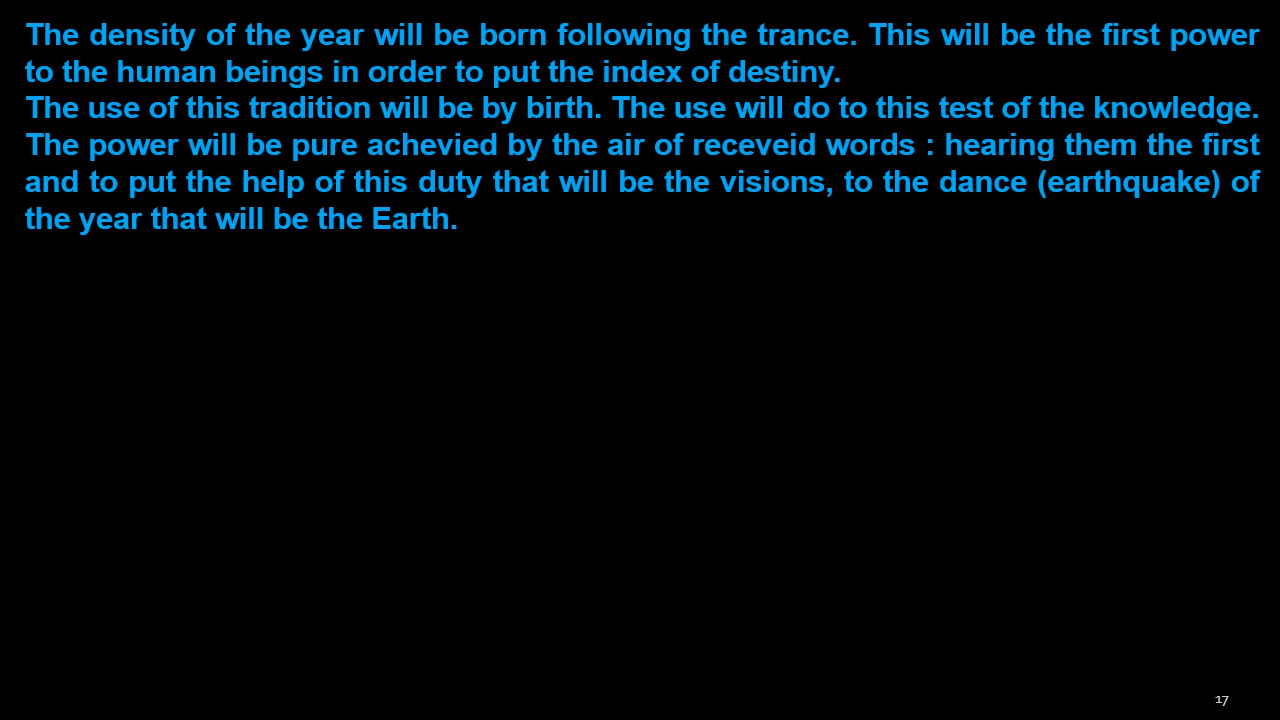 The density of the year will be born following the trance. This will be the first power
to the human beings in order to put the index of destiny.
The use of this tradition will be by birth. The use will do to this test of the knowledge.
The power will be pure achevied by the air of receveid words : hearing them the first
and to put the help of this duty that will be the visions, to the dance (earthquake) of
the year that will be the Earth.
17